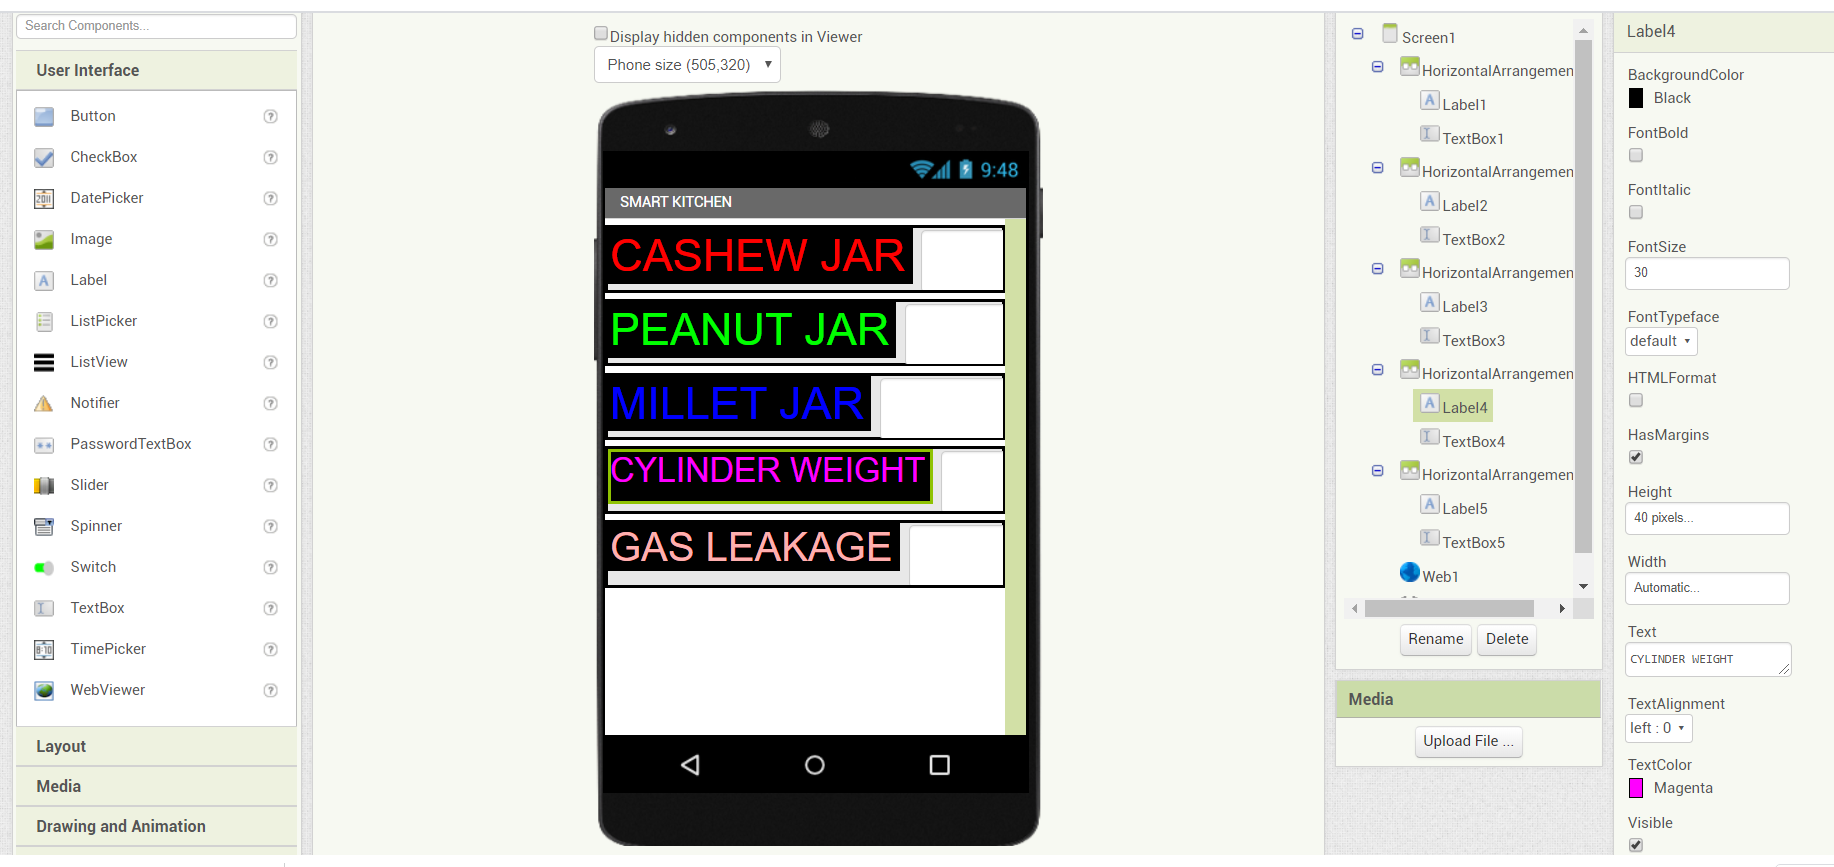 Search Components...
User Interface
Button
CheckBox
DatePicker
Image
Label
ListPicker
ListView
Notifier
PasswordTextBox
Slider
Spinner
Switch
TextBox
TimePicker
WebViewer
Layout
Media
Drawing and Animation
Display hidden components in Viewer
Phone size (505,320)
9:48
SMART KITCHEN
CASHEW JAR
PEANUT JAR
MILLET JAR
CYLINDER WEIGHT
GAS LEAKAGE
Screen1
HorizontalArrangemen
Label1
TextBox1
HorizontalArrangemen
Label2
TextBox2
HorizontalArrangemen
Label3
TextBox3
HorizontalArrangemen
Label4
TextBox4
HorizontalArrangemen
Label5
TextBox5
Web1
Rename Delete
Media
Upload File ...
Label4
BackgroundColor
Black
FontBold
FontItalic
FontSize
30
FontTypeface
default
HTMLFormat
HasMargins
Height
40 pixels...
Width
Automatic...
Text
CYLINDER WEIGHT
TextAlignment
left : 0
TextColor
Magenta
Visible